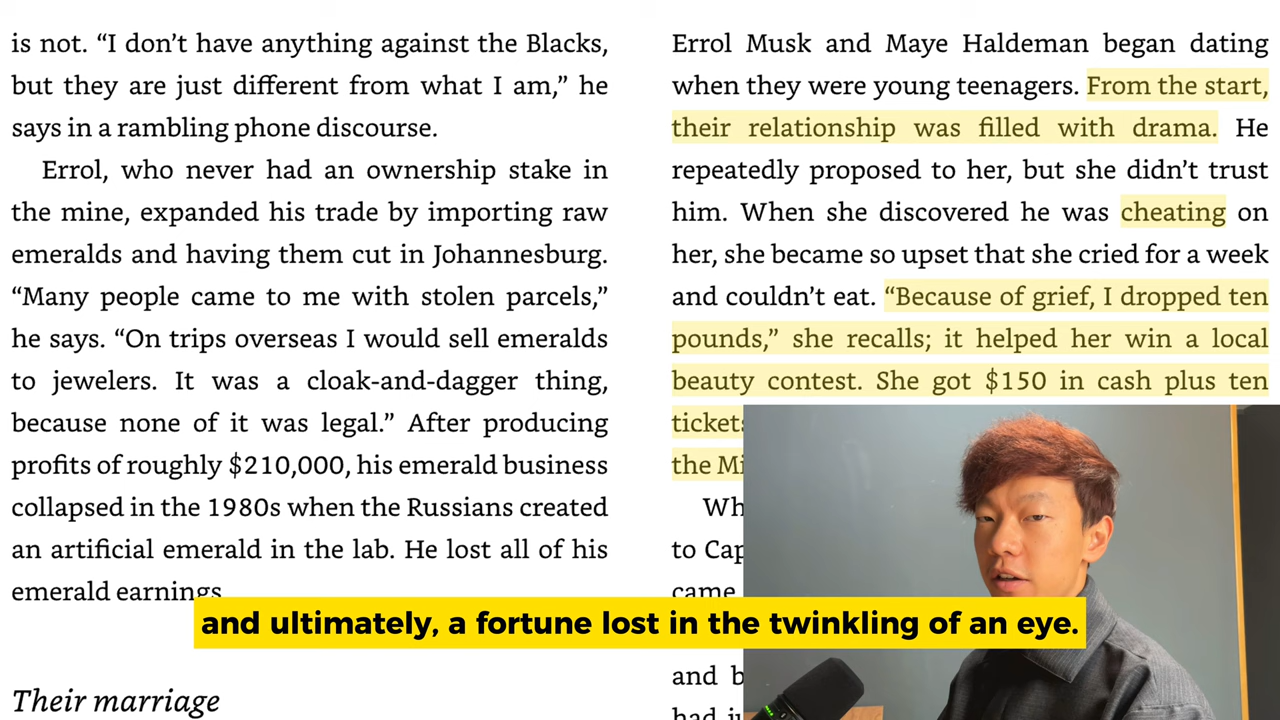 is not. “I don’t have anything against the Blacks,
but they are just different from what I am,” he
says in a rambling phone discourse.
Errol, who never had an ownership stake in
the mine, expanded his trade by importing raw
emeralds and having them cut in Johannesburg.
“Many people came to me with stolen parcels,”
he says. “On trips overseas I would sell emeralds
to jewelers. It was a cloak-and-dagger thing,
because none of it was legal.” After producing
profits of roughly $210,000, his emerald business
collapsed in the 1980s when the Russians created
an artificial emerald in the lab. He lost all of his
emerald earnings
Their marriage
Errol Musk and Maye Haldeman began dating
when they were young teenagers. From the start,
their relationship was filled with drama. He
repeatedly proposed to her, but she didn’t trust
him. When she discovered he was cheating on
her, she became so upset that she cried for a week
and couldn’t eat. “Because of grief, I dropped ten
pounds,” she recalls; it helped her win a local
beauty contest. She got $150 in cash plus ten
tickets
the
to
came
and
had
and ultimately, a fortune lost in the twinkling of an eye.